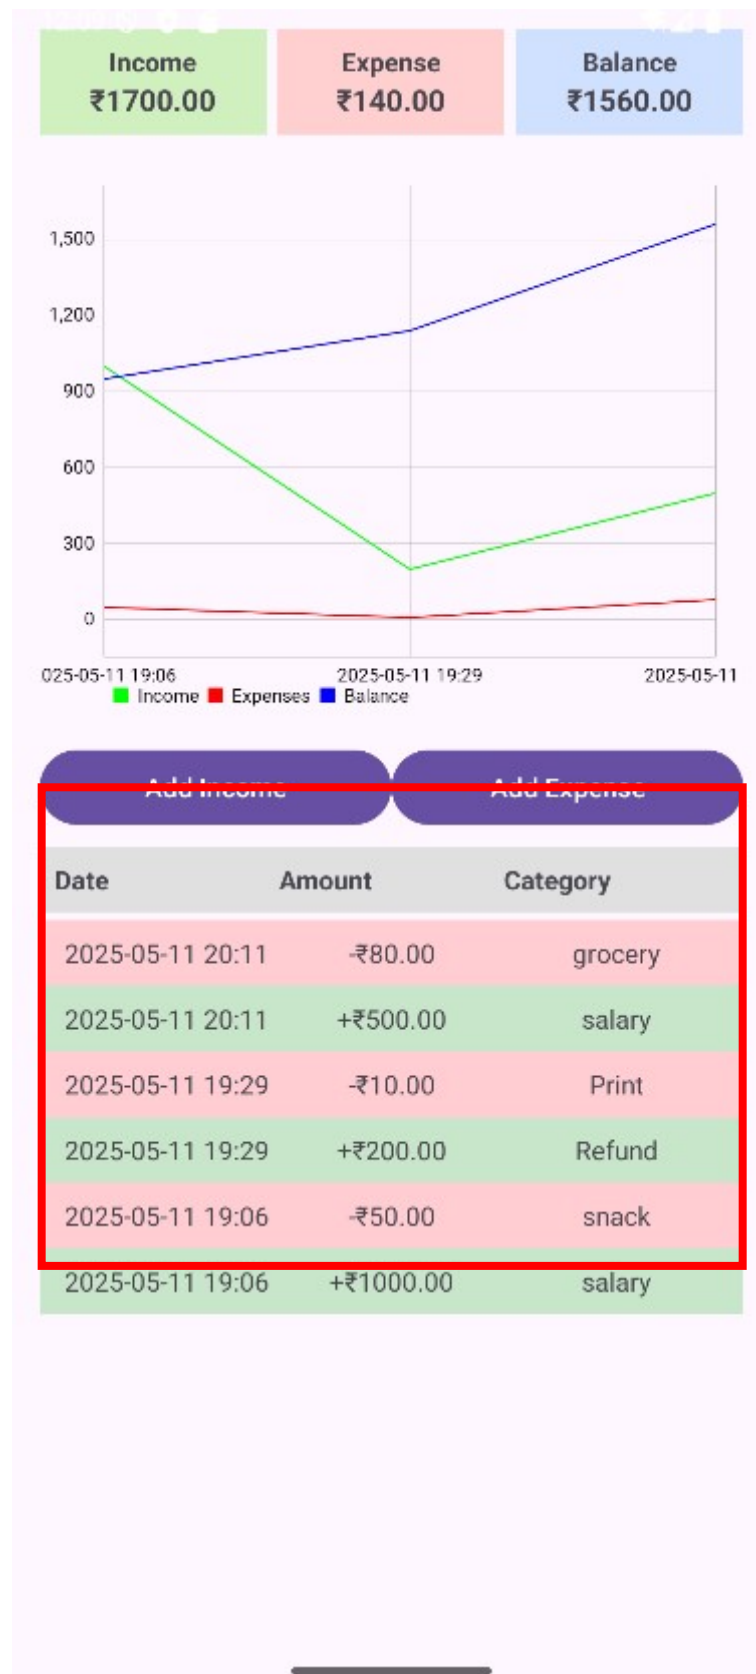 Income Expense Balance
₹1700.00 ₹140.00 ₹1560.00
1,500
1,200
900
600
300
0
025-05-11 19:06 2025-05-11 19:29 2025-05-11
Income Expenses Balance
Add Income Add Expense
Date Amount Category
2025-05-11 20:11 -₹80.00 grocery
2025-05-11 20:11 +₹500.00 salary
2025-05-11 19:29 -₹10.00 Print
2025-05-11 19:29 +₹200.00 Refund
2025-05-11 19:06 -₹50.00 snack
2025-05-11 19:06 +₹1000.00 salary